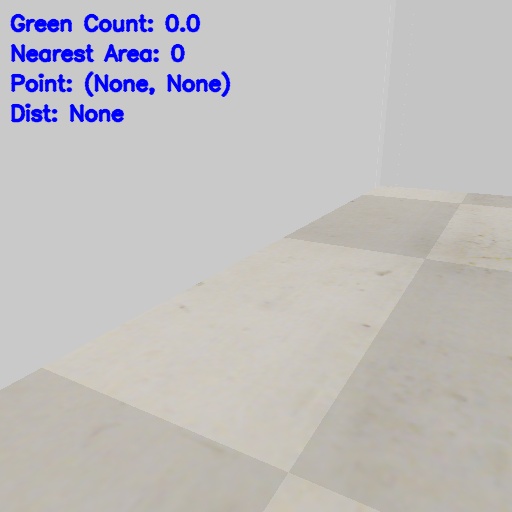 Green Count: 0.0
Nearest Area: 0
Point: (None, None)
Dist: None